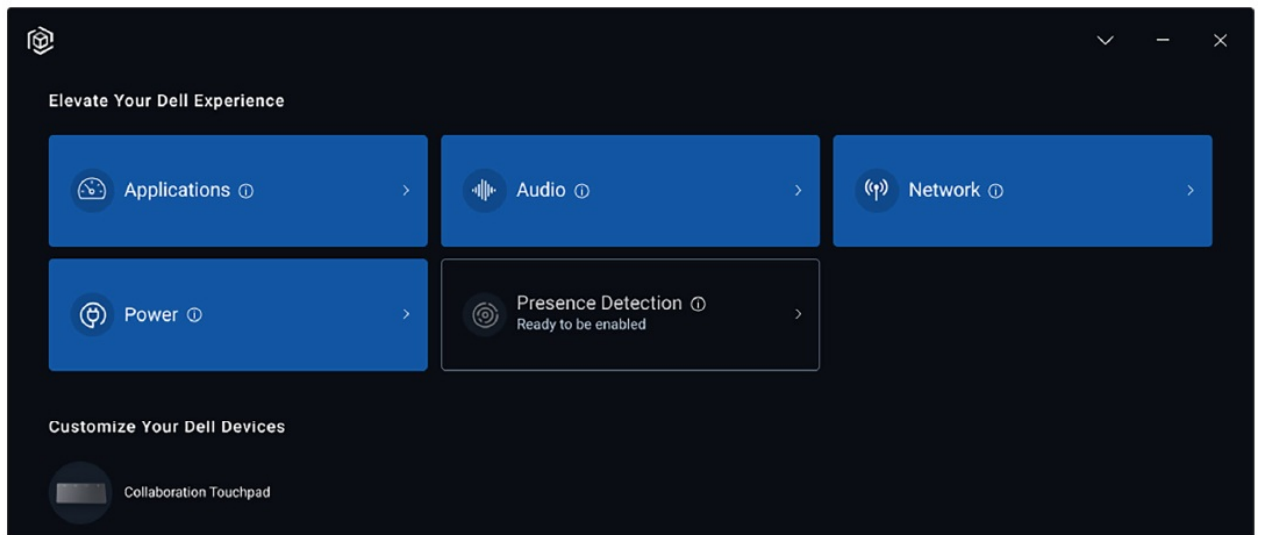 Elevate Your Dell Experience
Applications
Audio
Network
Power
Presence Detection
Ready to be enabled
Customize Your Dell Devices
Collaboration Touchpad